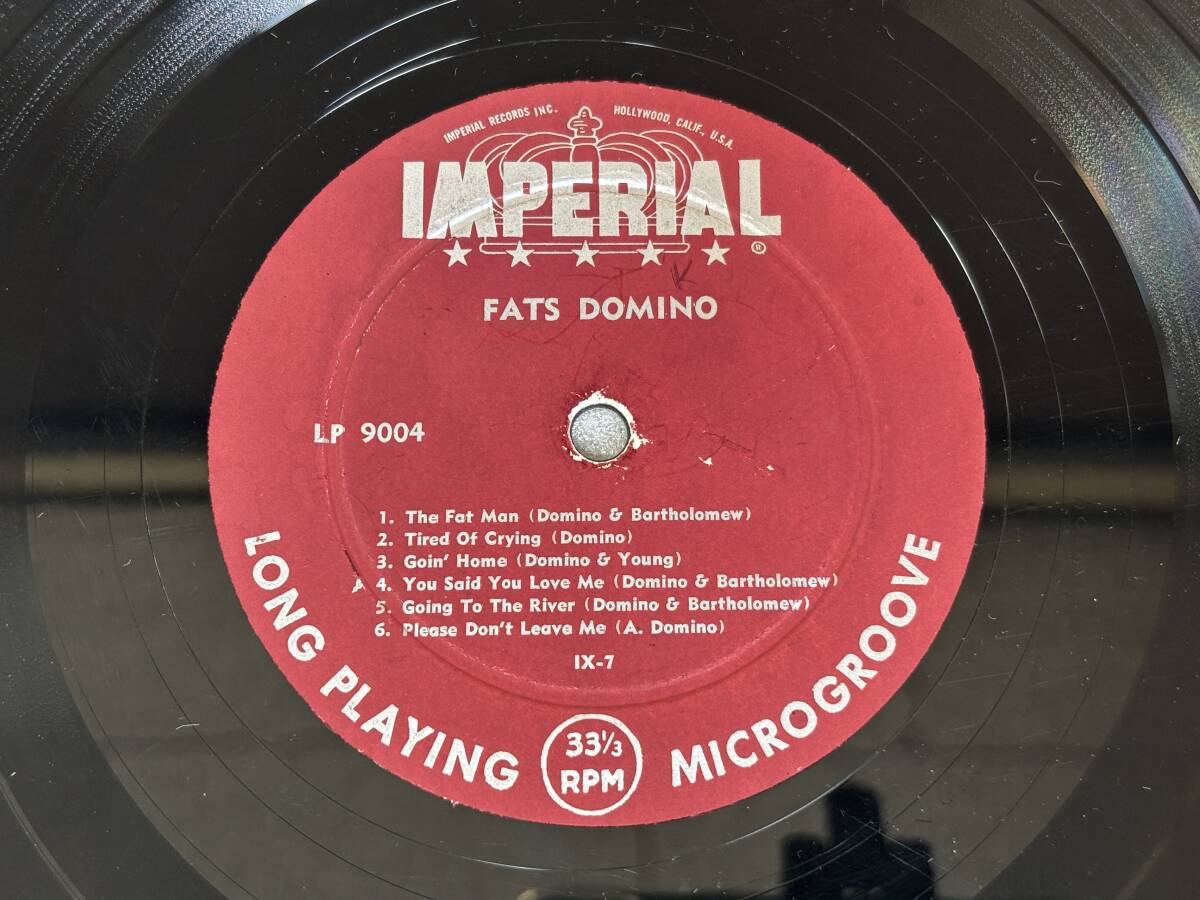 IMPERIAL RECORDS INC. HOLLYWOOD, CALIF., U.S.A.
IMPERIAL
®
K
FATS DOMINO
LP 9004
1. The Fat Man (Domino & Bartholomew)
2. Tired Of Crying (Domino)
3. Goin' Home (Domino & Young)
4. You Said You Love Me (Domino & Bartholomew)
5. Going To The River (Domino & Bartholomew)
6. Please Don't Leave Me (A. Domino)
IX-7
LONG PLAYING 33⅓ RPM MICROGROOVE